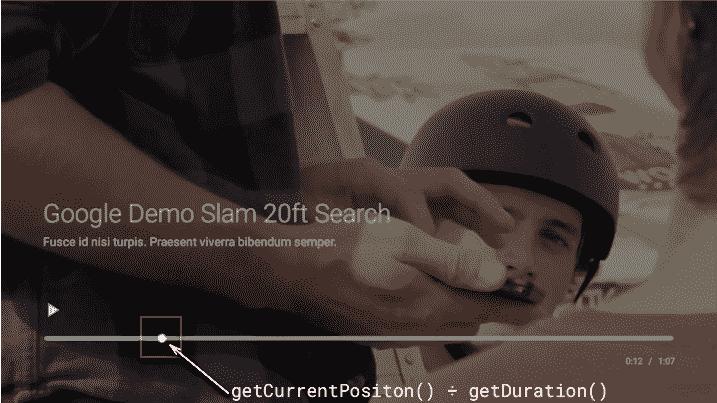 Google Demo Slam 20ft Search
Fusce id nisi turpis. Praesent viverra bibendum semper.
0:12 / 1:07
getCurrentPositon() ÷ getDuration()